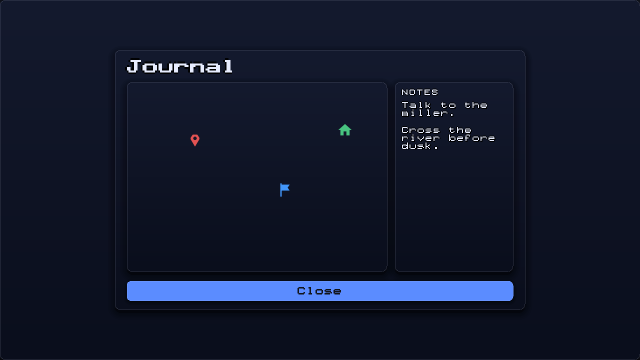 Journal
NOTES
Talk to the
miller.
Cross the
river before
dusk.
Close